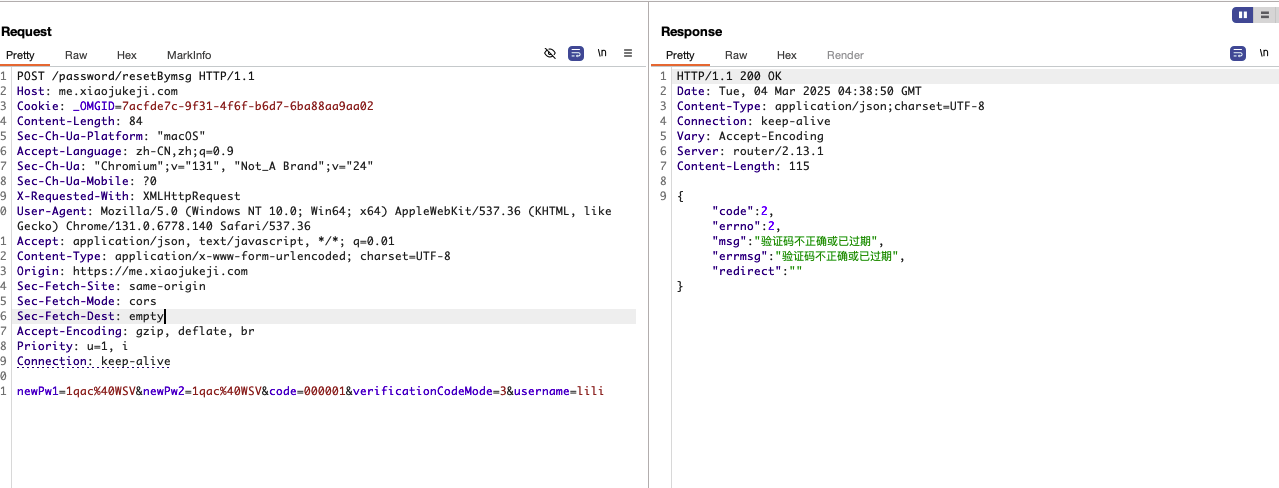 Request
Pretty Raw Hex MarkInfo \n
1 POST /password/resetBymsg HTTP/1.1
2 Host: me.xiaojukeji.com
3 Cookie: _OMGID=7acfde7c-9f31-4f6f-b6d7-6ba88aa9aa02
4 Content-Length: 84
5 Sec-Ch-Ua-Platform: "macOS"
6 Accept-Language: zh-CN,zh;q=0.9
7 Sec-Ch-Ua: "Chromium";v="131", "Not_A Brand";v="24"
8 Sec-Ch-Ua-Mobile: ?0
9 X-Requested-With: XMLHttpRequest
0 User-Agent: Mozilla/5.0 (Windows NT 10.0; Win64; x64) AppleWebKit/537.36 (KHTML, like
Gecko) Chrome/131.0.6778.140 Safari/537.36
1 Accept: application/json, text/javascript, */*; q=0.01
2 Content-Type: application/x-www-form-urlencoded; charset=UTF-8
3 Origin: https://me.xiaojukeji.com
4 Sec-Fetch-Site: same-origin
5 Sec-Fetch-Mode: cors
6 Sec-Fetch-Dest: empty
7 Accept-Encoding: gzip, deflate, br
8 Priority: u=1, i
9 Connection: keep-alive
0
1 newPw1=1qac%40WSV&newPw2=1qac%40WSV&code=000001&verificationCodeMode=3&username=lili
Response
Pretty Raw Hex Render \n
1 HTTP/1.1 200 OK
2 Date: Tue, 04 Mar 2025 04:38:50 GMT
3 Content-Type: application/json;charset=UTF-8
4 Connection: keep-alive
5 Vary: Accept-Encoding
6 Server: router/2.13.1
7 Content-Length: 115
8
9 {
"code":2,
"errno":2,
"msg":"验证码不正确或已过期",
"errmsg":"验证码不正确或已过期",
"redirect":""
}